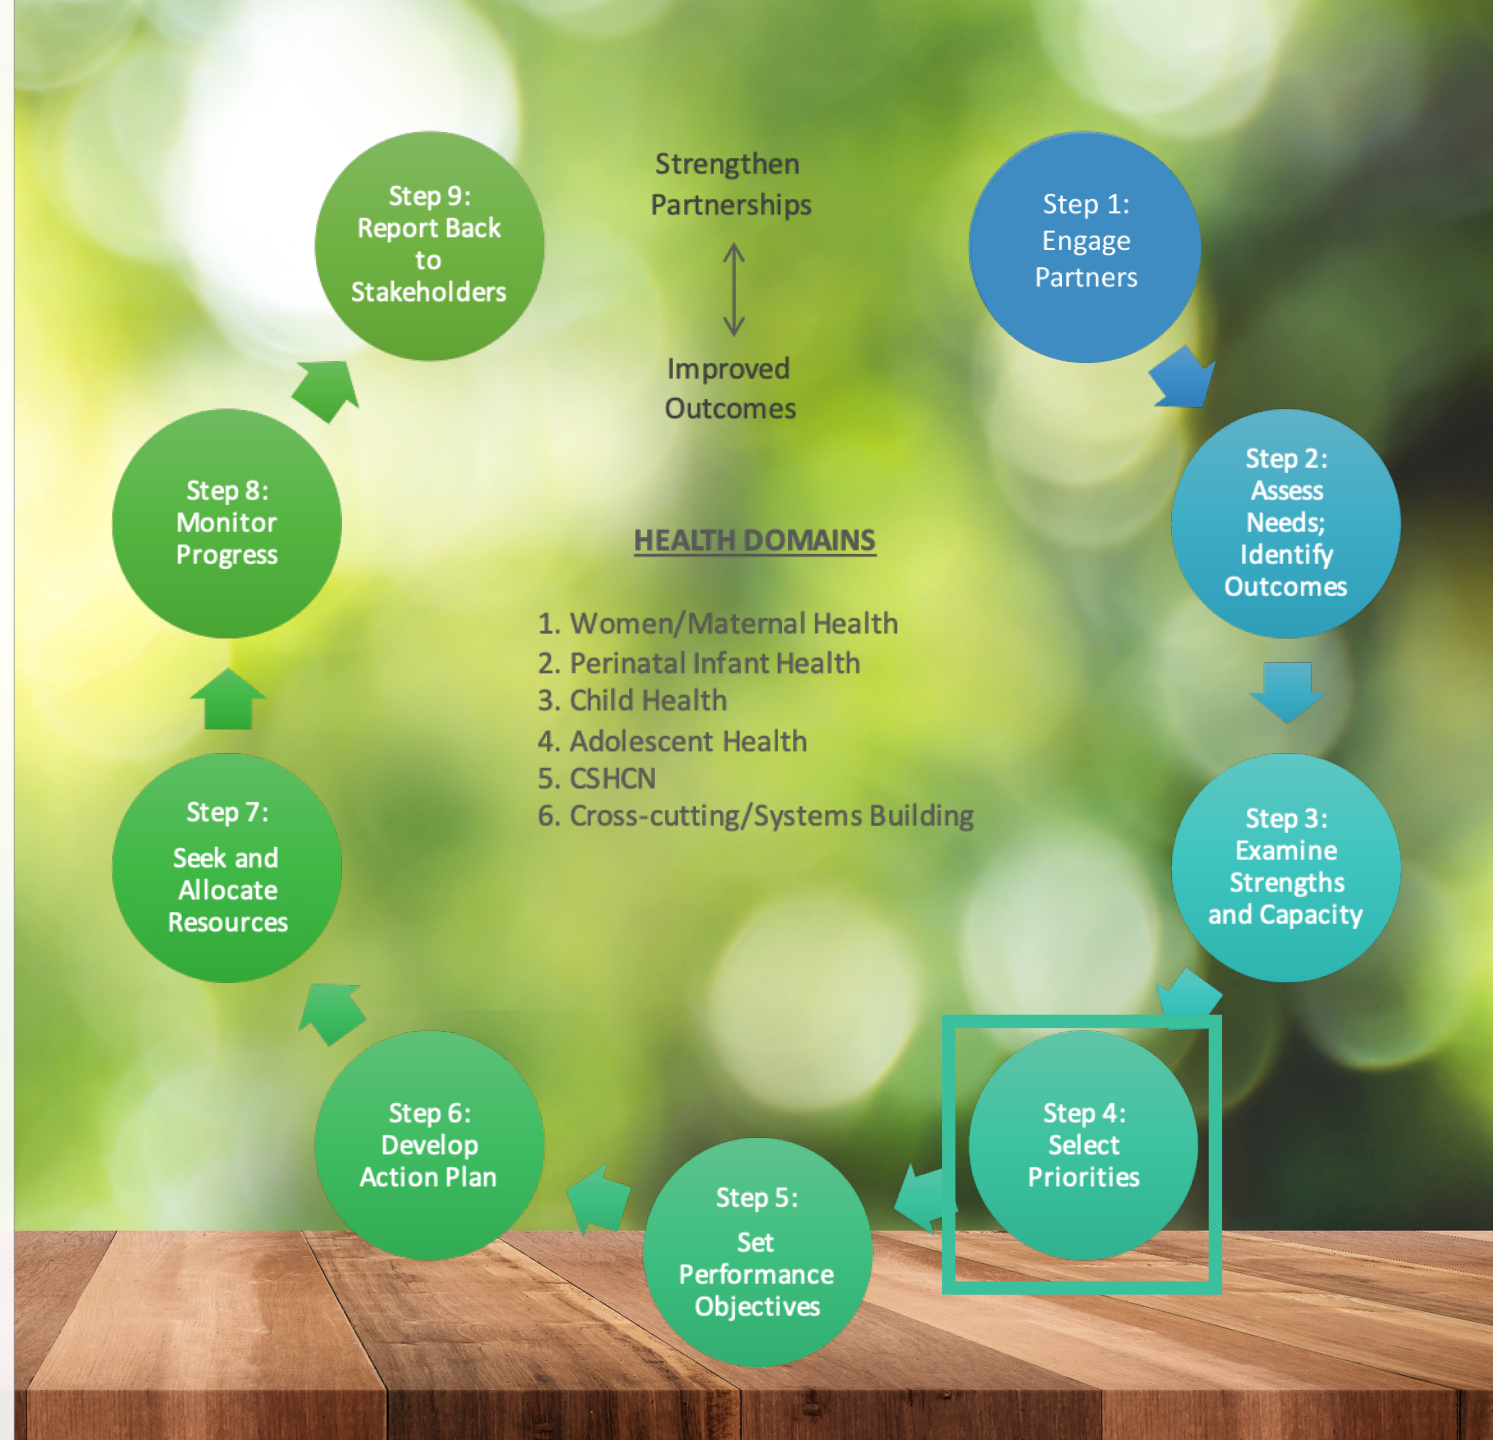 Strengthen
Partnerships
Improved
Outcomes
Step 1:
Engage
Partners
Step 2:
Assess
Needs;
Identify
Outcomes
Step 3:
Examine
Strengths
and Capacity
Step 4:
Select
Priorities
Step 5:
Set
Performance
Objectives
Step 6:
Develop
Action Plan
Step 7:
Seek and
Allocate
Resources
Step 8:
Monitor
Progress
Step 9:
Report Back
to
Stakeholders
HEALTH DOMAINS
1. Women/Maternal Health
2. Perinatal Infant Health
3. Child Health
4. Adolescent Health
5. CSHCN
6. Cross-cutting/Systems Building